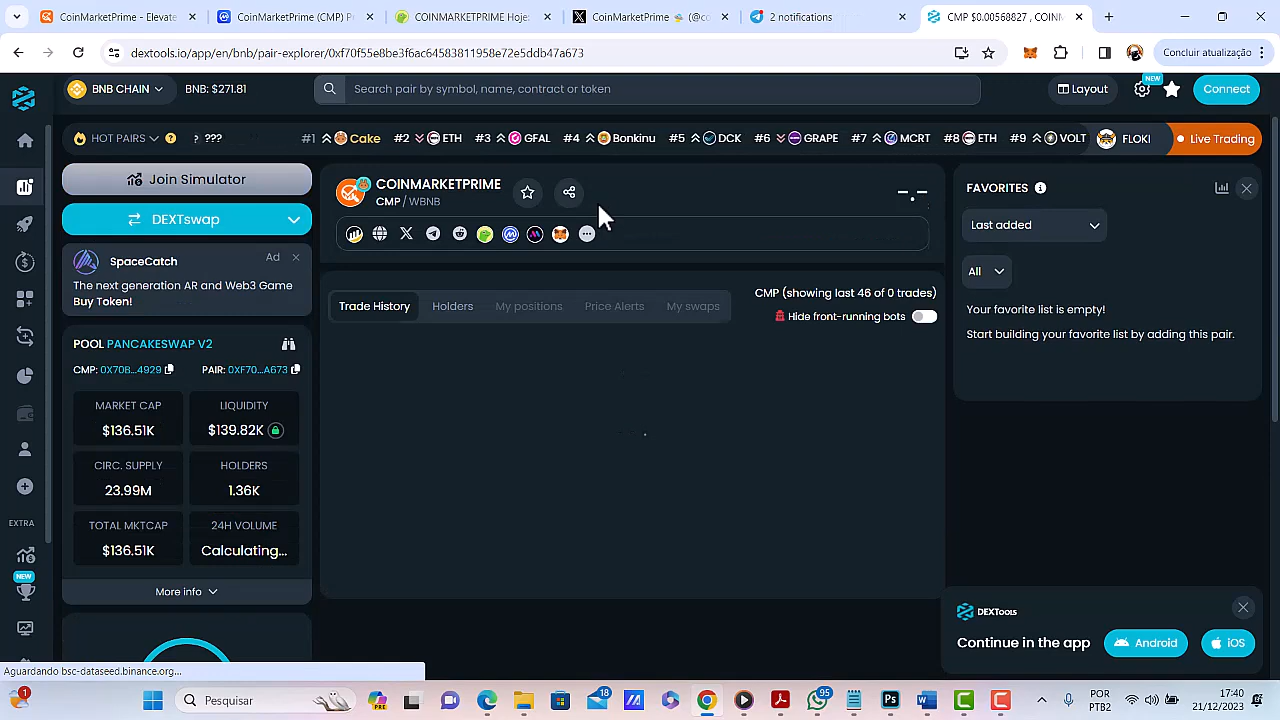 CoinMarketPrime - Elevate
CoinMarketPrime (CMP) P
COINMARKETPRIME Hoje
CoinMarketPrime (@
2 notifications
CMP $0.00568827 , COIN
dextools.io/app/en/bnb/pair-explorer/0xf70f55e8be3f6ac64583811958e72e5ddb47a673
Concluir atualização
BNB CHAIN
BNB: $271.81
Search pair by symbol, name, contract or token
Layout
NEW
Connect
HOT PAIRS
???
#1 Cake
#2 ETH
#3 GFAL
#4 Bonkinu
#5 DCK
#6 GRAPE
#7 MCRT
#8 ETH
#9 VOLT
FLOKI
Live Trading
Join Simulator
DEXTswap
SpaceCatch
Ad
The next generation AR and Web3 Game
Buy Token!
POOL PANCAKESWAP V2
CMP: 0X70B...4929
PAIR: 0XF70...A673
MARKET CAP
$136.51K
LIQUIDITY
$139.82K
CIRC. SUPPLY
23.99M
HOLDERS
1.36K
TOTAL MKTCAP
$136.51K
24H VOLUME
Calculating...
More info
EXTRA
NEW
COINMARKETPRIME
CMP / WBNB
Trade History
Holders
My positions
Price Alerts
My swaps
CMP (showing last 46 of 0 trades)
Hide front-running bots
FAVORITES
Last added
All
Your favorite list is empty!
Start building your favorite list by adding this pair.
DEXTools
Continue in the app
Android
iOS
Aguardando bsc-dataseed.binance.org...
1
Pesquisar
18
95
POR
PTB2
17:40
21/12/2023